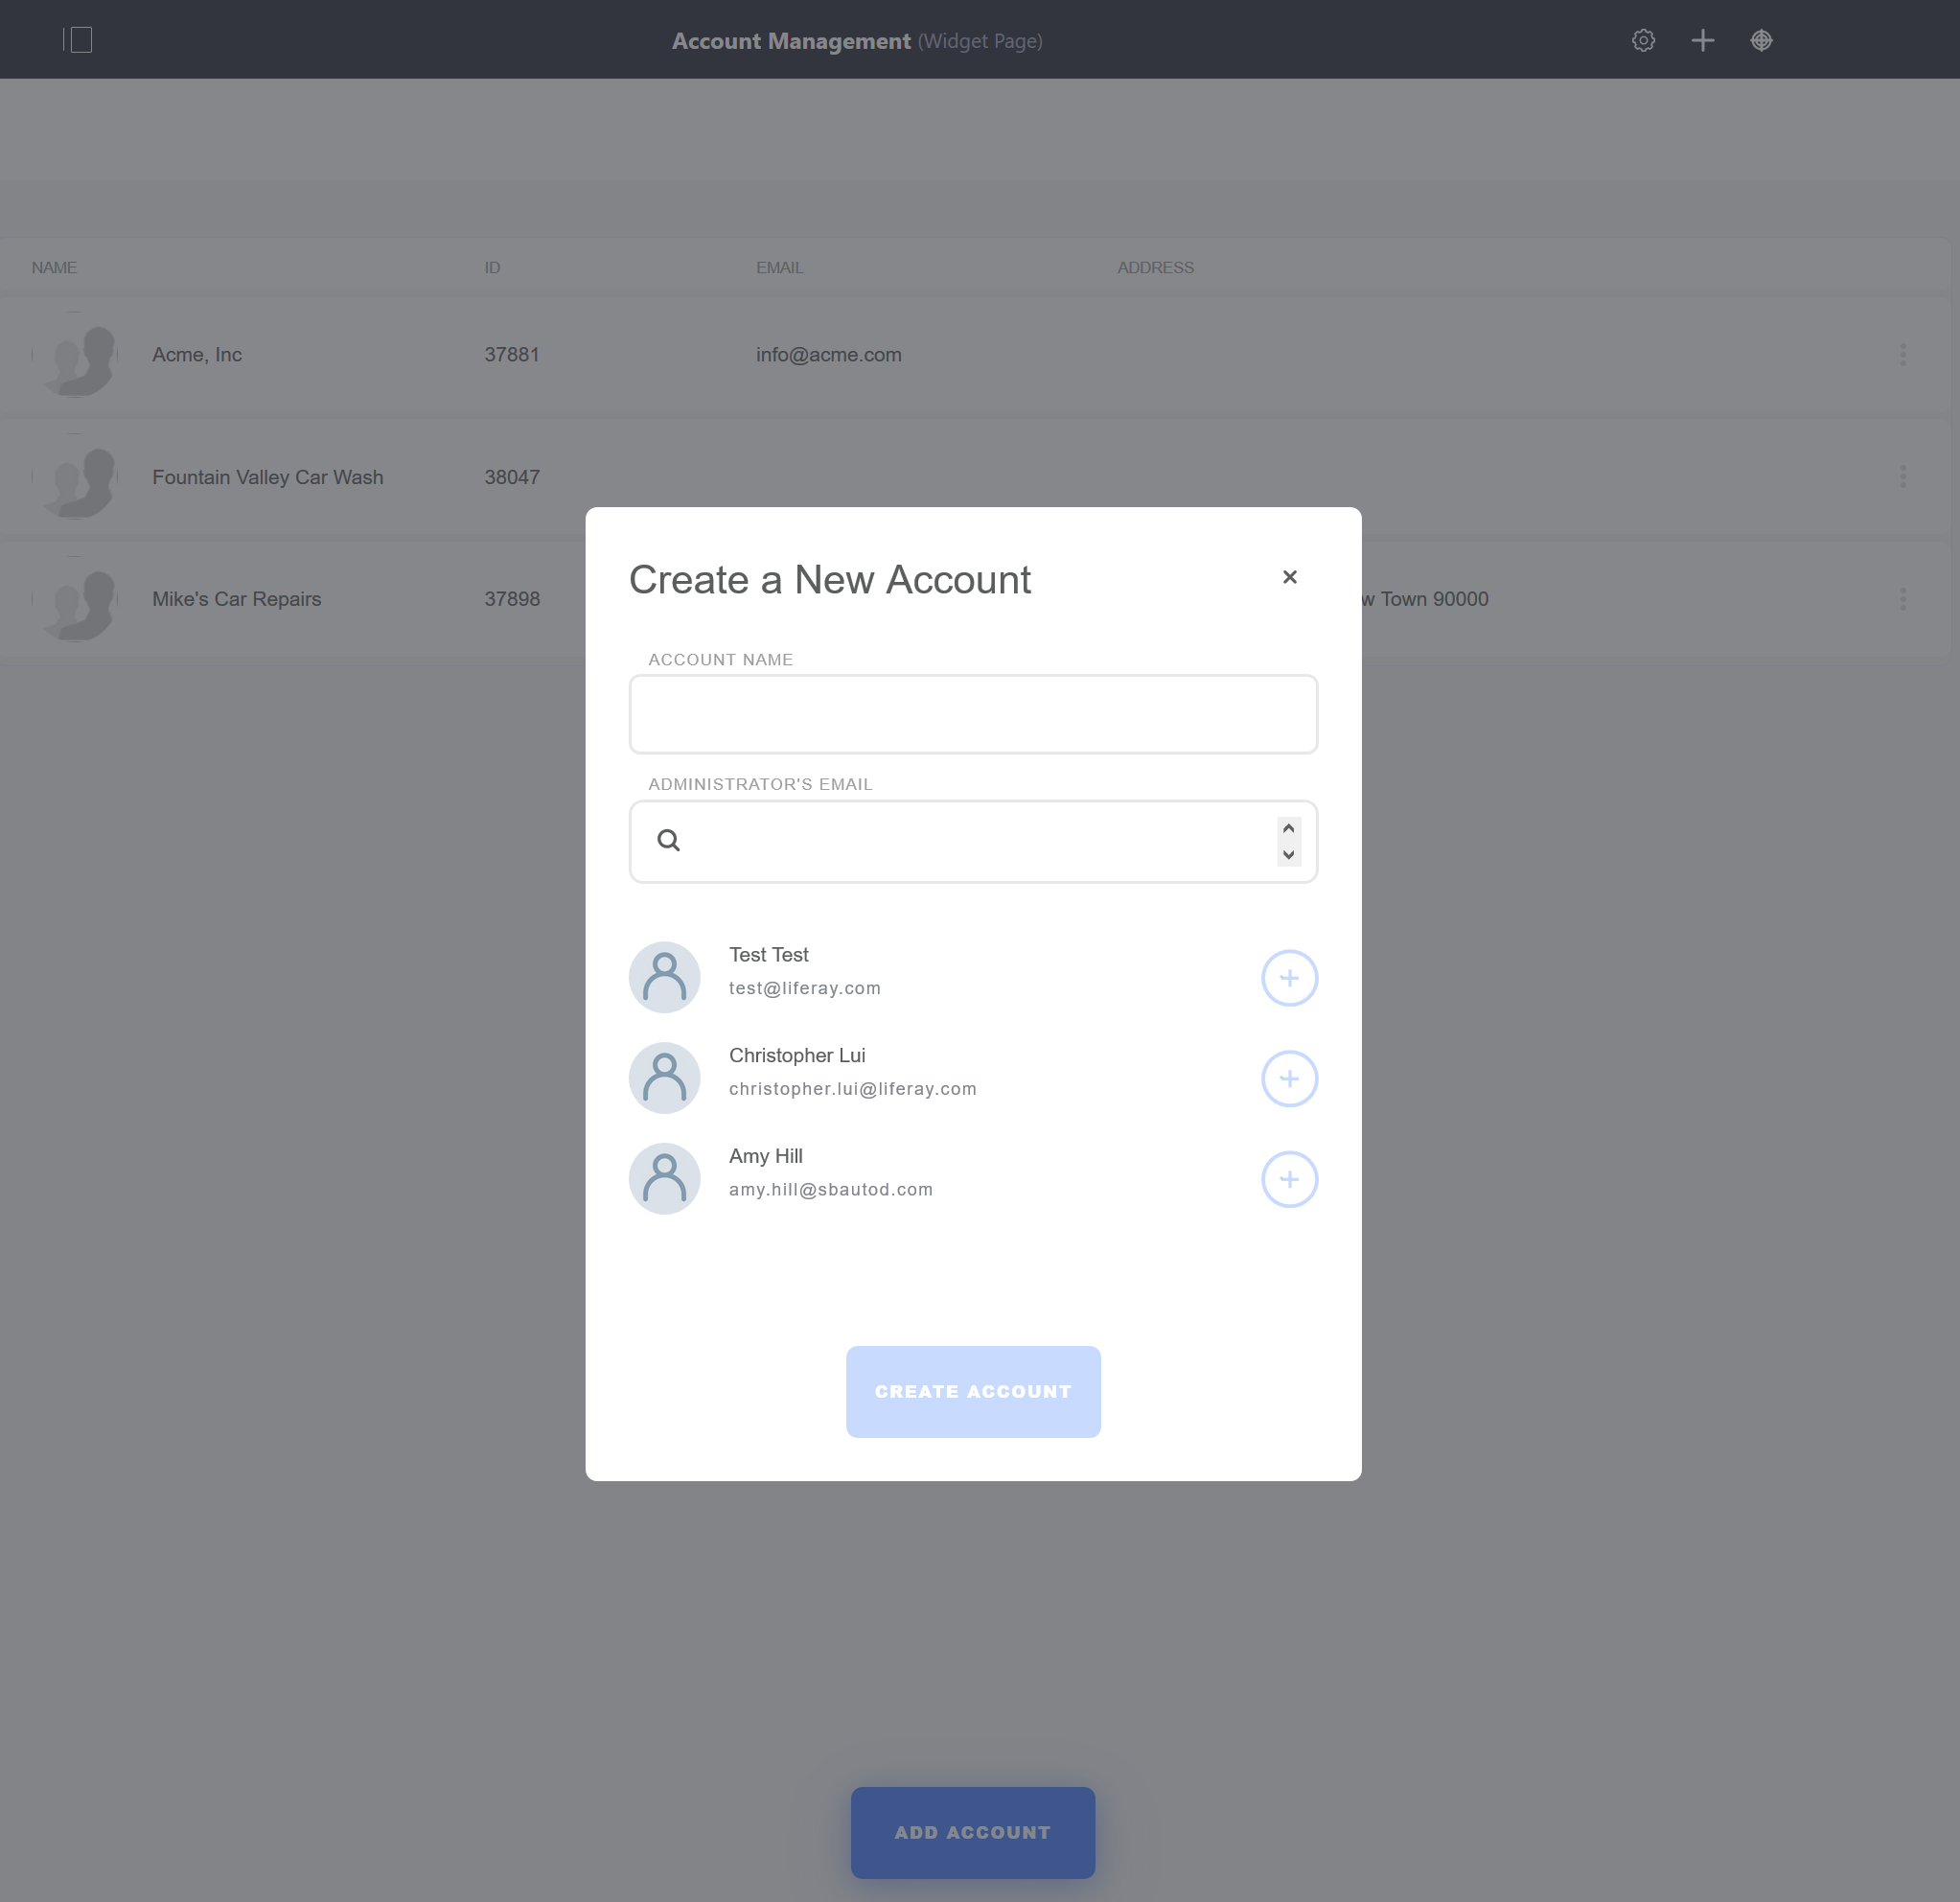 Account Management (Widget Page)
NAME ID EMAIL ADDRESS
Acme, Inc 37881 info@acme.com
Fountain Valley Car Wash 38047
Mike's Car Repairs 37898 w Town 90000
Create a New Account
ACCOUNT NAME
ADMINISTRATOR'S EMAIL
Test Test
test@liferay.com
Christopher Lui
christopher.lui@liferay.com
Amy Hill
amy.hill@sbautod.com
CREATE ACCOUNT
ADD ACCOUNT